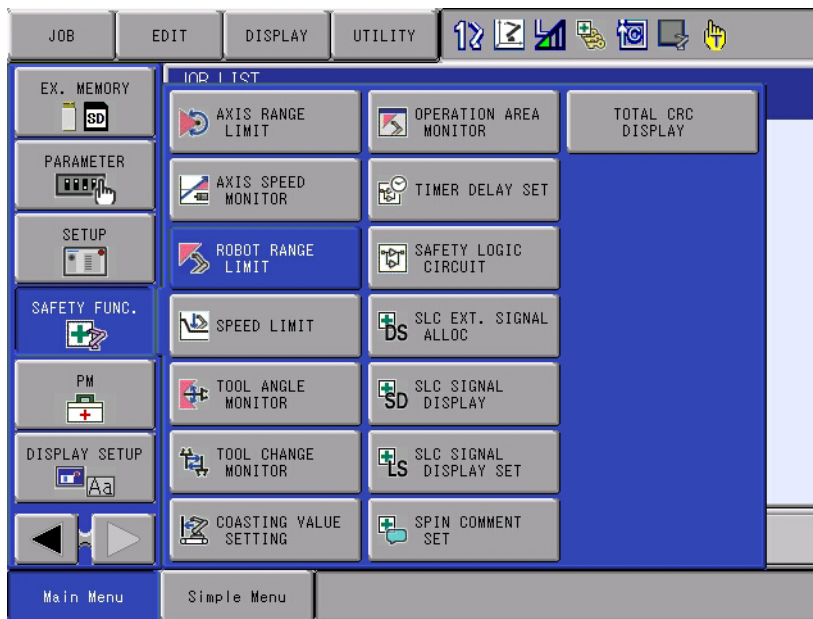 JOB
EDIT
DISPLAY
UTILITY
12
EX. MEMORY
SD
PARAMETER
SETUP
SAFETY FUNC.
PM
DISPLAY SETUP
Aa
JOB LIST
AXIS RANGE
LIMIT
AXIS SPEED
MONITOR
ROBOT RANGE
LIMIT
SPEED LIMIT
TOOL ANGLE
MONITOR
TOOL CHANGE
MONITOR
COASTING VALUE
SETTING
OPERATION AREA
MONITOR
TIMER DELAY SET
SAFETY LOGIC
CIRCUIT
DS
SLC EXT. SIGNAL
ALLOC
SD
SLC SIGNAL
DISPLAY
LS
SLC SIGNAL
DISPLAY SET
SPIN COMMENT
SET
TOTAL CRC
DISPLAY
Main Menu
Simple Menu